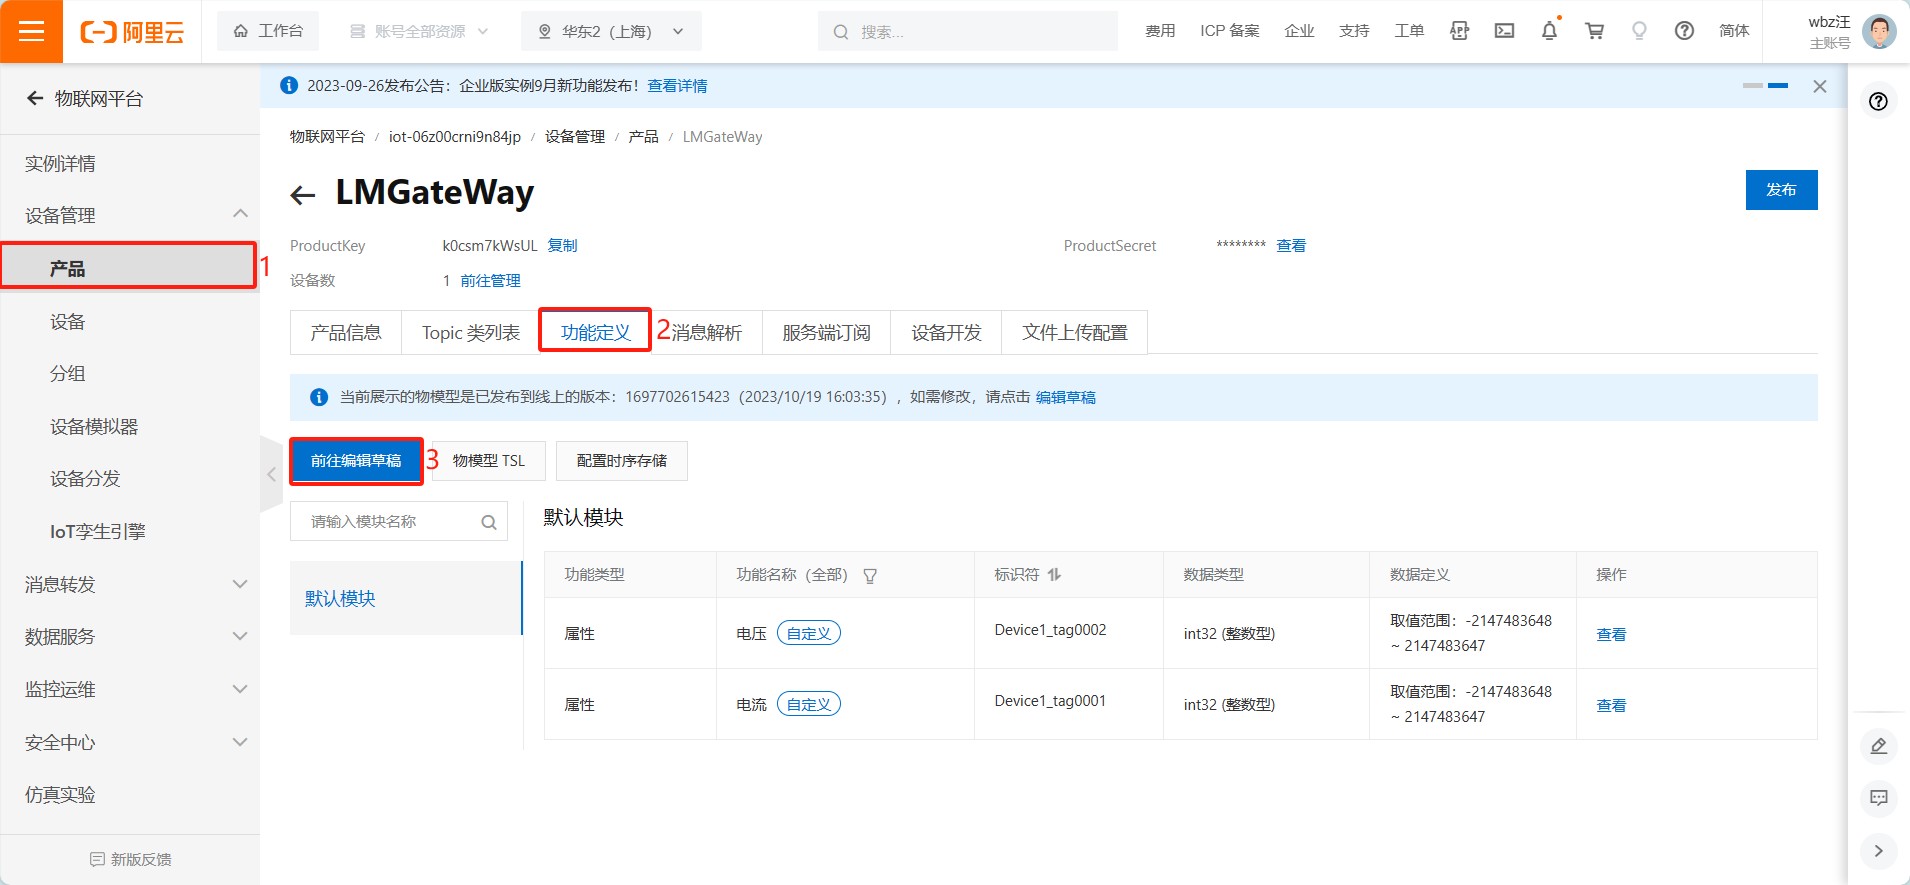 阿里云
工作台
账号全部资源
华东2（上海）
搜索...
费用
ICP 备案
企业
支持
工单
APP
简体
wbz汪
主账号
物联网平台
2023-09-26发布公告：企业版实例9月新功能发布！查看详情
物联网平台 / iot-06z00crni9n84jp / 设备管理 / 产品 / LMGateWay
实例详情
设备管理
产品
1
设备
分组
设备模拟器
设备分发
IoT孪生引擎
消息转发
数据服务
监控运维
安全中心
仿真实验
新版反馈
LMGateWay
发布
ProductKey k0csm7kWsUL 复制
ProductSecret ******** 查看
设备数 1 前往管理
产品信息
Topic 类列表
功能定义
2
消息解析
服务端订阅
设备开发
文件上传配置
当前展示的物模型是已发布到线上的版本：1697702615423（2023/10/19 16:03:35），如需修改，请点击 编辑草稿
前往编辑草稿
3
物模型 TSL
配置时序存储
请输入模块名称
默认模块
默认模块
功能类型 功能名称（全部） 标识符 数据类型 数据定义 操作
属性 电压 自定义 Device1_tag0002 int32 (整数型) 取值范围：-2147483648
~ 2147483647 查看
属性 电流 自定义 Device1_tag0001 int32 (整数型) 取值范围：-2147483648
~ 2147483647 查看